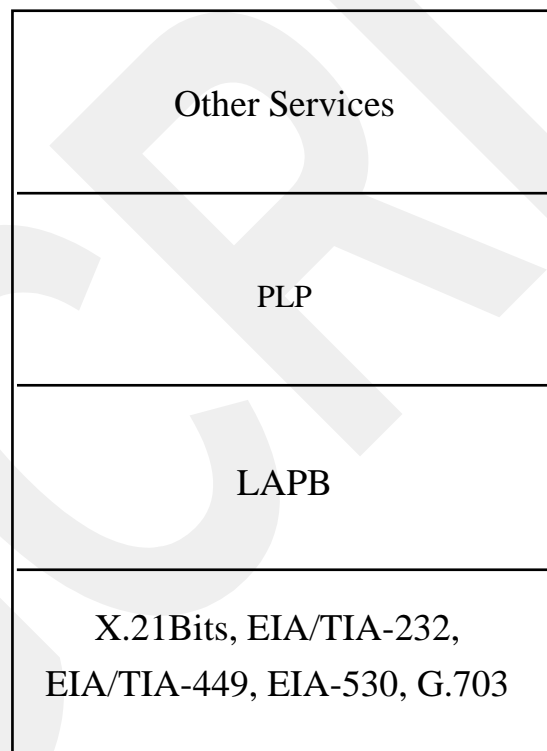 Other Services
PLP
LAPB
X.21Bits, EIA/TIA-232,
EIA/TIA-449, EIA-530, G.703